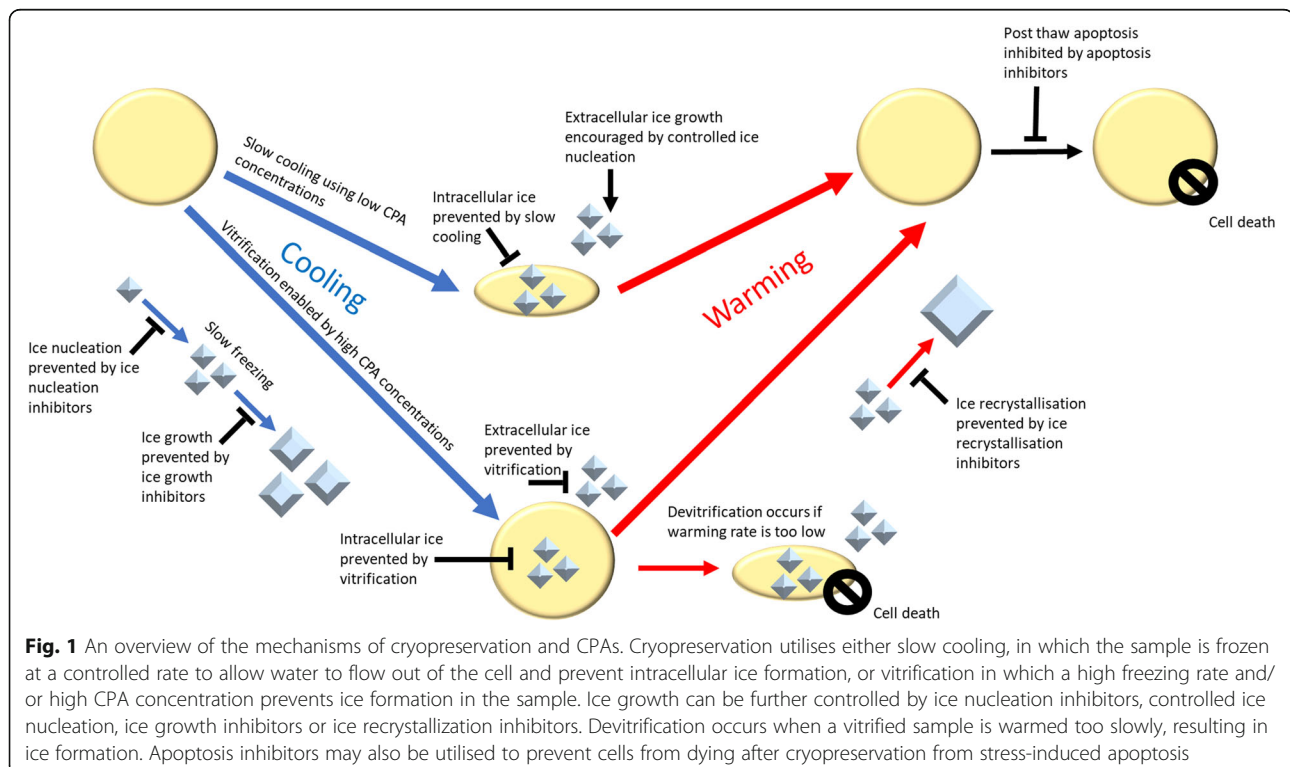 Post thaw apoptosis
inhibited by apoptosis
inhibitors
Extracellular ice growth
encouraged by controlled ice
nucleation
Slow cooling using low CPA
concentrations
Intracellular ice
prevented by slow
cooling
Cell death
Cooling
Warming
Vitrification enabled by high CPA concentrations
Ice nucleation
prevented by ice
nucleation
inhibitors
Slow freezing
Ice growth
prevented by
ice growth
inhibitors
Ice recrystallisation
prevented by ice
recrystallisation
inhibitors
Extracellular ice
prevented by
vitrification
Intracellular ice
prevented by
vitrification
Devitrification occurs if
warming rate is too low
Cell death
Fig. 1 An overview of the mechanisms of cryopreservation and CPAs. Cryopreservation utilises either slow cooling, in which the sample is frozen
at a controlled rate to allow water to flow out of the cell and prevent intracellular ice formation, or vitrification in which a high freezing rate and/
or high CPA concentration prevents ice formation in the sample. Ice growth can be further controlled by ice nucleation inhibitors, controlled ice
nucleation, ice growth inhibitors or ice recrystallization inhibitors. Devitrification occurs when a vitrified sample is warmed too slowly, resulting in
ice formation. Apoptosis inhibitors may also be utilised to prevent cells from dying after cryopreservation from stress-induced apoptosis